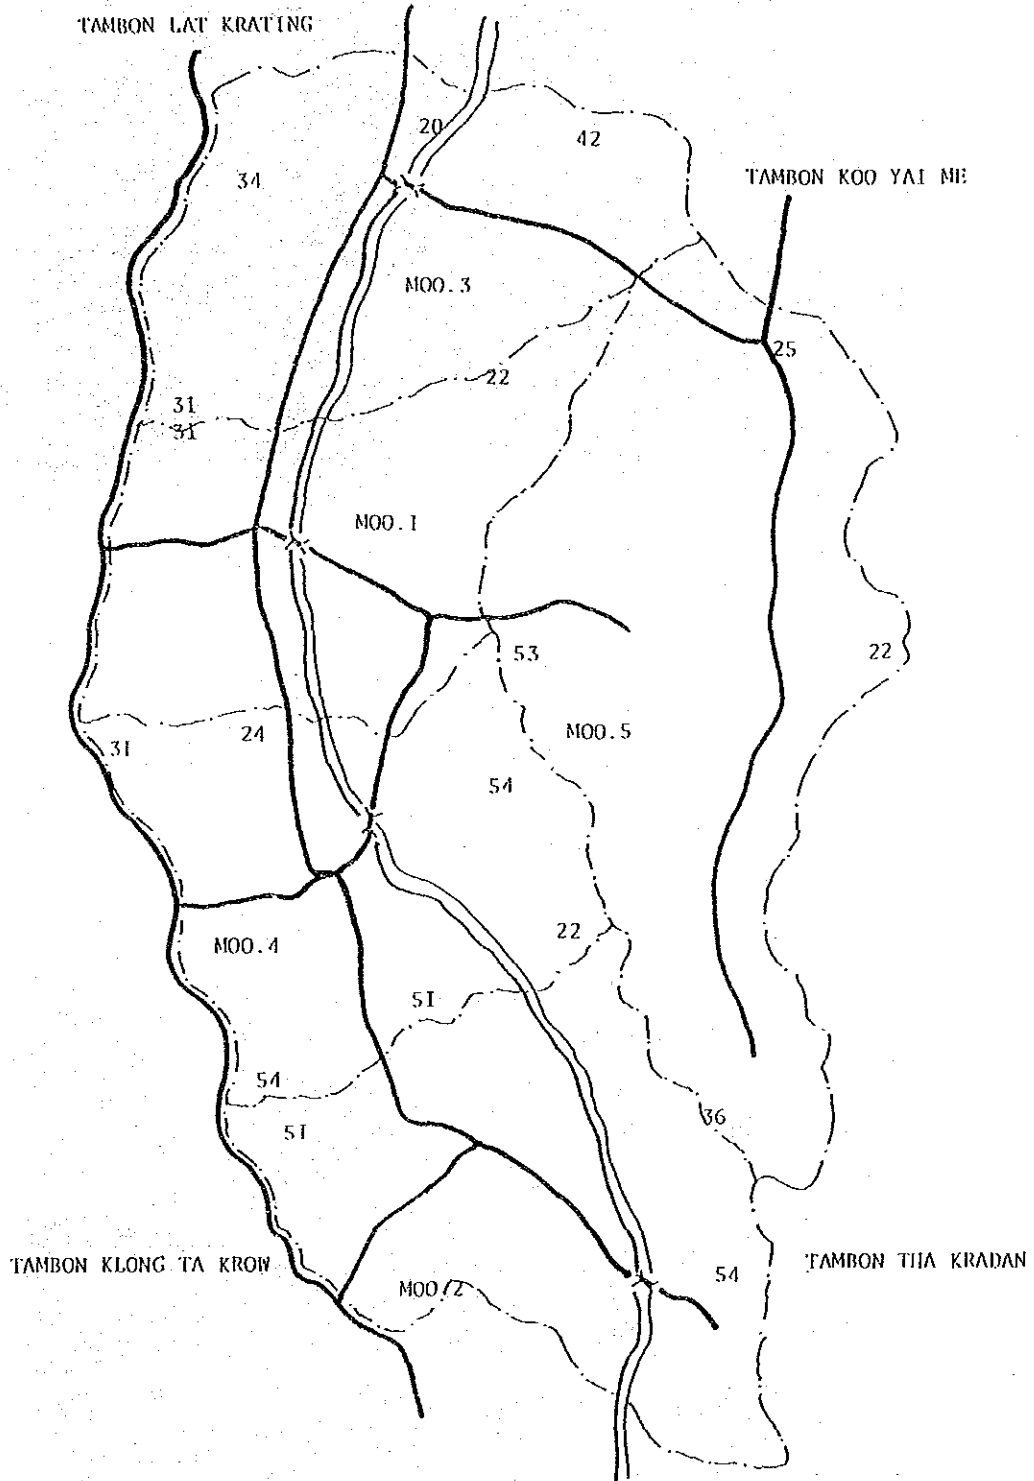 TAMBON LAT KRATING
20
42
34
TAMBON KOO YAI ME
MOO.3
25
22
31
31
MOO.1
53
22
MOO.5
24
31
54
22
MOO.4
51
54
36
51
TAMBON KLONG TA KROW
TAMBON THA KRADAN
54
MOO.2